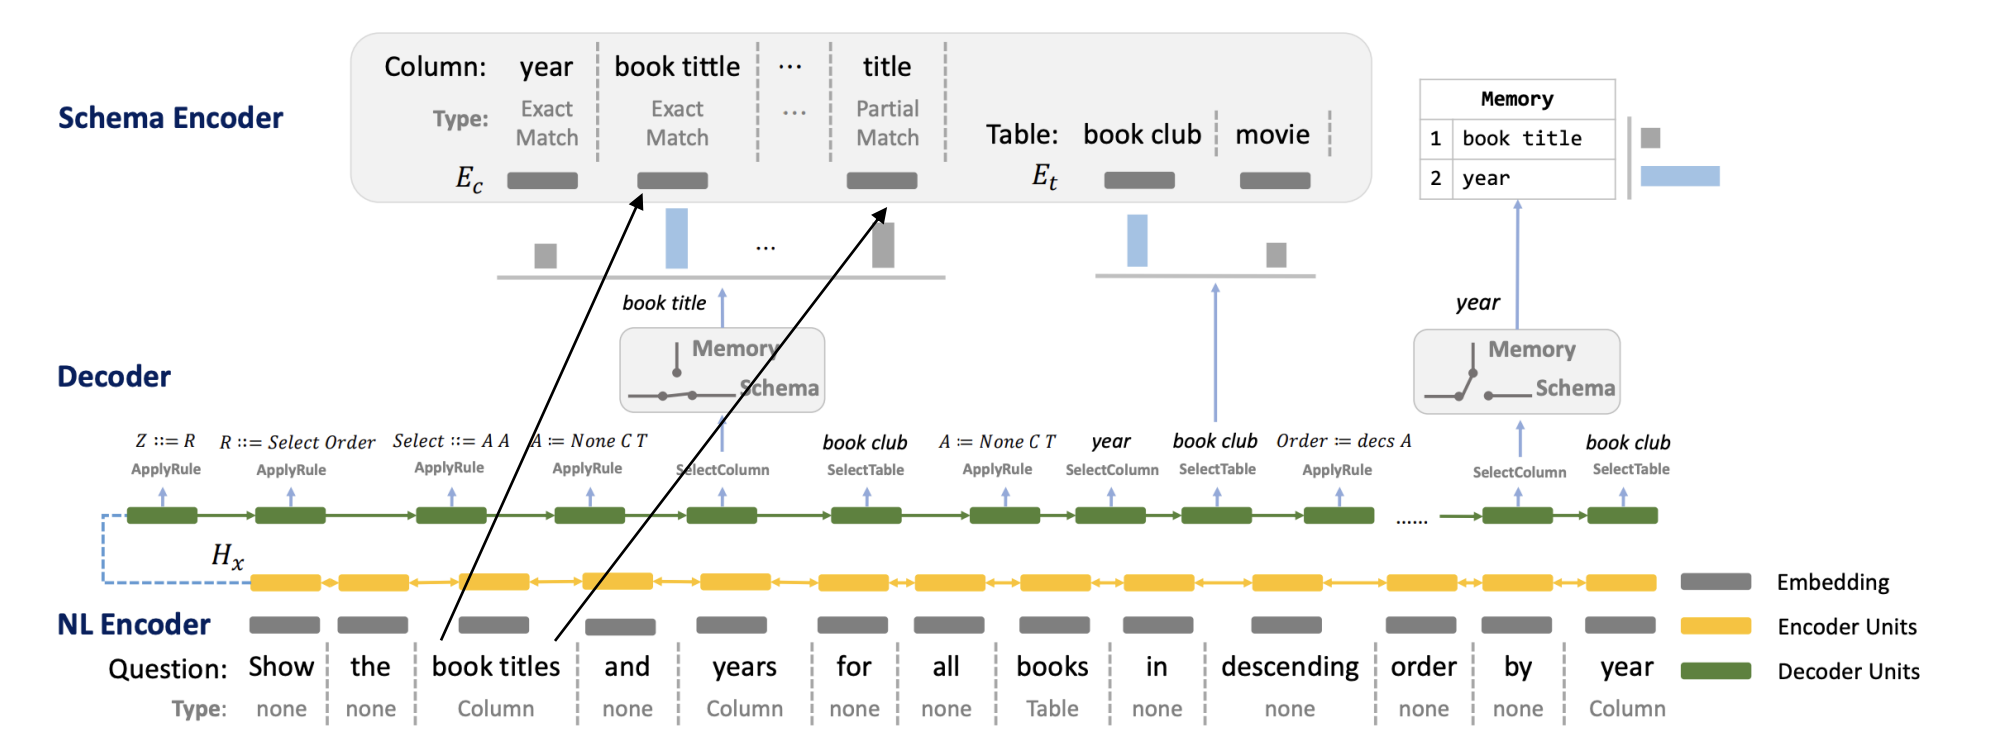 Column: year book tittle ... title
Schema Encoder
Type: Exact Match Exact Match ... Partial Match
Table: book club movie
E_c
E_t
Memory
1 book title
2 year
...
book title
year
Memory
Schema
Memory
Schema
Decoder
Z ::= R R ::= Select Order Select ::= A A A ≔ None C T book club A ≔ None C T year book club Order ≔ decs A book club
ApplyRule ApplyRule ApplyRule ApplyRule SelectColumn SelectTable ApplyRule SelectColumn SelectTable ApplyRule SelectColumn SelectTable
......
H_x
NL Encoder
Question: Show the book titles and years for all books in descending order by year
Type: none none Column none Column none none Table none none none none Column
Embedding
Encoder Units
Decoder Units